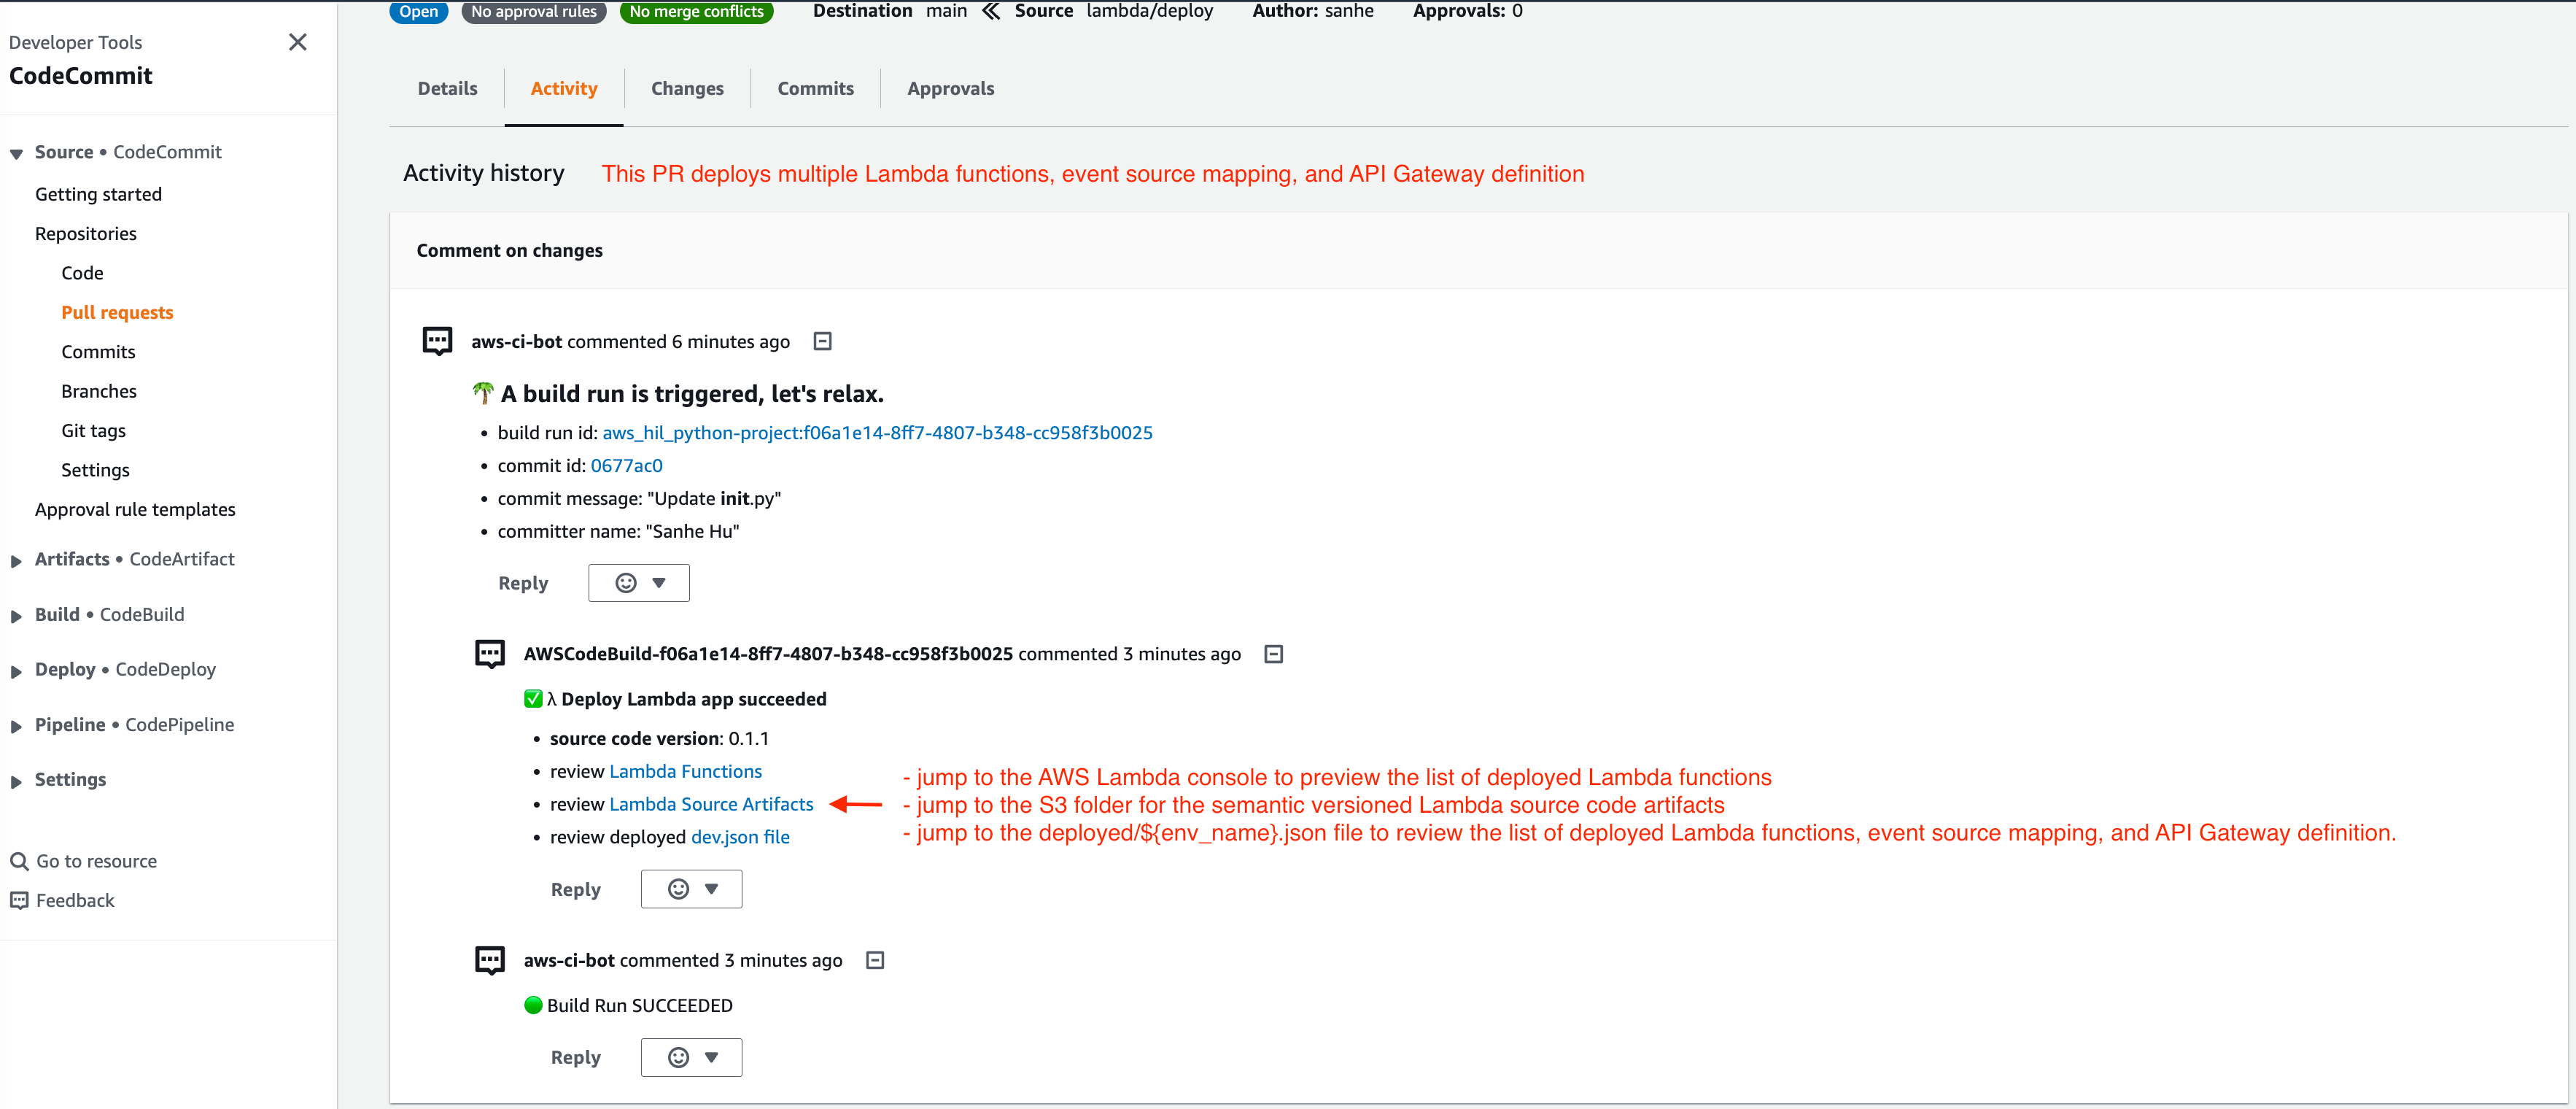 Open No approval rules No merge conflicts Destination main Source lambda/deploy Author: sanhe Approvals: 0
Developer Tools
CodeCommit
Source • CodeCommit
Getting started
Repositories
Code
Pull requests
Commits
Branches
Git tags
Settings
Approval rule templates
Artifacts • CodeArtifact
Build • CodeBuild
Deploy • CodeDeploy
Pipeline • CodePipeline
Settings
Go to resource
Feedback
Details Activity Changes Commits Approvals
Activity history This PR deploys multiple Lambda functions, event source mapping, and API Gateway definition
Comment on changes
aws-ci-bot commented 6 minutes ago
🌴 A build run is triggered, let's relax.
• build run id: aws_hil_python-project:f06a1e14-8ff7-4807-b348-cc958f3b0025
• commit id: 0677ac0
• commit message: "Update init.py"
• committer name: "Sanhe Hu"
Reply
AWSCodeBuild-f06a1e14-8ff7-4807-b348-cc958f3b0025 commented 3 minutes ago
✅ λ Deploy Lambda app succeeded
• source code version: 0.1.1
• review Lambda Functions - jump to the AWS Lambda console to preview the list of deployed Lambda functions
• review Lambda Source Artifacts - jump to the S3 folder for the semantic versioned Lambda source code artifacts
• review deployed dev.json file - jump to the deployed/${env_name}.json file to review the list of deployed Lambda functions, event source mapping, and API Gateway definition.
Reply
aws-ci-bot commented 3 minutes ago
🟢 Build Run SUCCEEDED
Reply